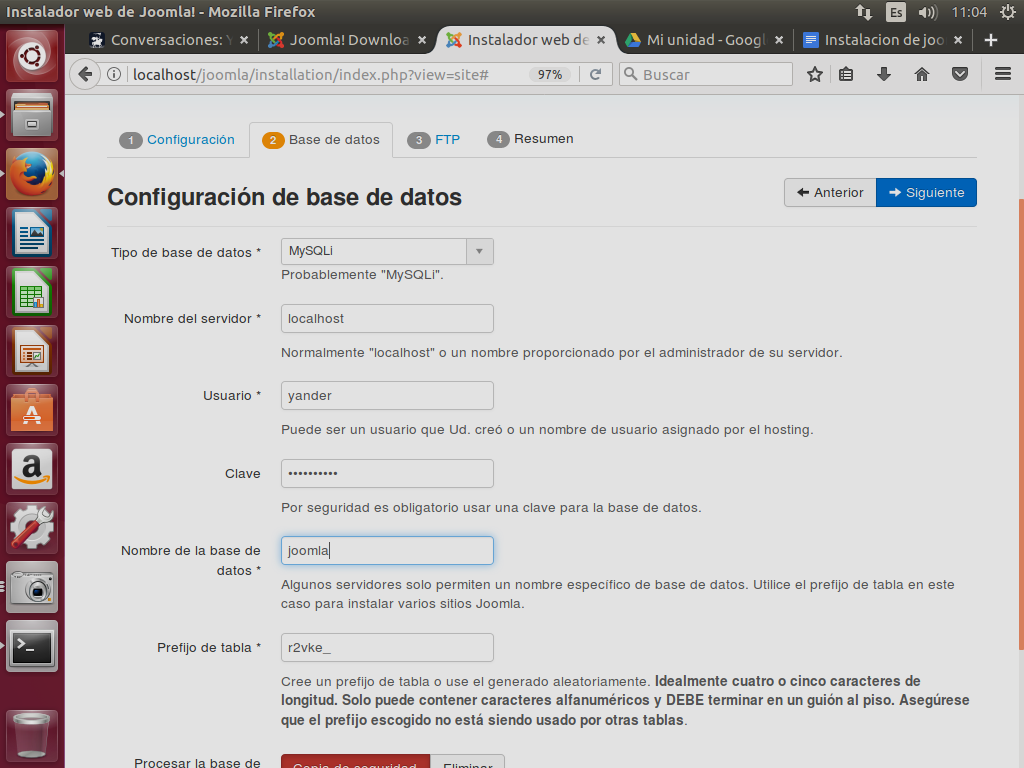 Instalador web de Joomla! - Mozilla Firefox
Es
11:04
Conversaciones:
Joomla! Downloa
Instalador web de
Mi unidad - Googl
Instalacion de joo
localhost/joomla/installation/index.php?view=site#
97%
Buscar
1 Configuración
2 Base de datos
3 FTP
4 Resumen
Configuración de base de datos
Anterior
Siguiente
Tipo de base de datos *
MySQLi
Probablemente "MySQLi".
Nombre del servidor *
localhost
Normalmente "localhost" o un nombre proporcionado por el administrador de su servidor.
Usuario *
yander
Puede ser un usuario que Ud. creó o un nombre de usuario asignado por el hosting.
Clave
••••••••••
Por seguridad es obligatorio usar una clave para la base de datos.
Nombre de la base de
datos *
joomla
Algunos servidores solo permiten un nombre específico de base de datos. Utilice el prefijo de tabla en este
caso para instalar varios sitios Joomla.
Prefijo de tabla *
r2vke_
Cree un prefijo de tabla o use el generado aleatoriamente. Idealmente cuatro o cinco caracteres de
longitud. Solo puede contener caracteres alfanuméricos y DEBE terminar en un guión al piso. Asegúrese
que el prefijo escogido no está siendo usado por otras tablas.
Procesar la base de
Copia de seguridad
Eliminar